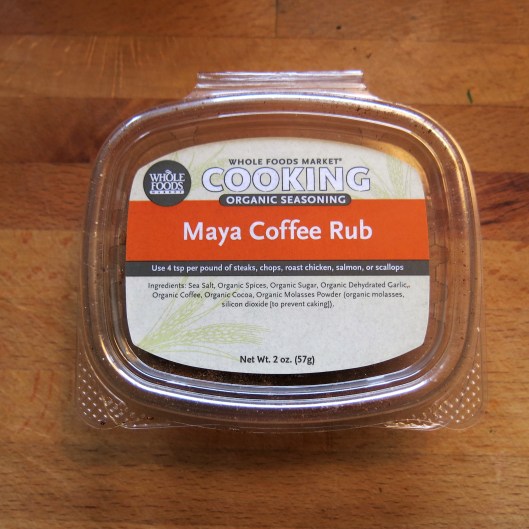 WHOLE FOODS MARKET®
WHOLE
FOODS
MARKET
COOKING
ORGANIC SEASONING
Maya Coffee Rub
Use 4 tsp per pound of steaks, chops, roast chicken, salmon, or scallops
Ingredients: Sea Salt, Organic Spices, Organic Sugar, Organic Dehydrated Garlic,
Organic Coffee, Organic Cocoa, Organic Molasses Powder (organic molasses,
silicon dioxide [to prevent caking]).
Net Wt. 2 oz. (57g)